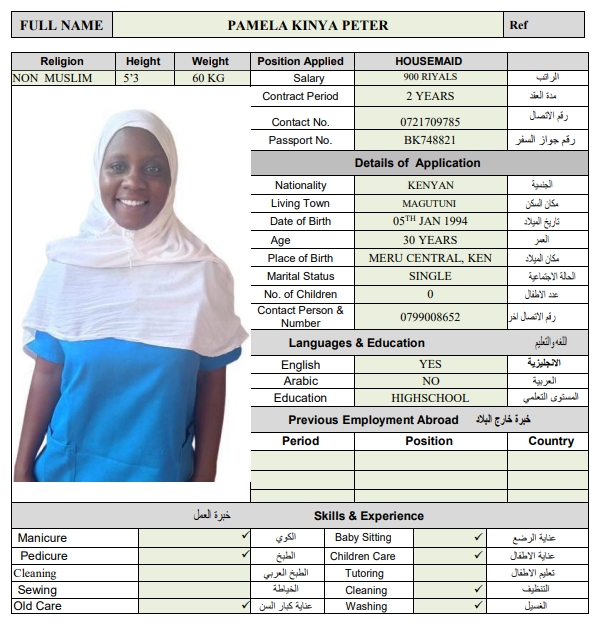 FULL NAME PAMELA KINYA PETER Ref
Religion Height Weight Position Applied HOUSEMAID
NON MUSLIM 5'3 60 KG Salary 900 RIYALS الراتب
Contract Period 2 YEARS مدة العقد
Contact No. 0721709785 رقم الاتصال
Passport No. BK748821 رقم جواز السفر
Details of Application
Nationality KENYAN الجنسية
Living Town MAGUTUNI مكان السكن
Date of Birth 05TH JAN 1994 تاريخ الميلاد
Age 30 YEARS العمر
Place of Birth MERU CENTRAL, KEN مكان الميلاد
Marital Status SINGLE الحالة الاجتماعية
No. of Children 0 عدد الاطفال
Contact Person & Number 0799008652 رقم الاتصال اخر
Languages & Education اللغه والتعليم
English YES الانجليزية
Arabic NO العربية
Education HIGHSCHOOL المستوى التعلمي
Previous Employment Abroad خبرة خارج البلاد
Period Position Country
خبرة العمل Skills & Experience
Manicure ✓ الكوي Baby Sitting ✓ عناية الرضع
Pedicure ✓ الطبخ Children Care ✓ عناية الاطفال
Cleaning الطبخ العربي Tutoring تعليم الاطفال
Sewing الخياطة Cleaning ✓ التنظيف
Old Care ✓ عناية كبار السن Washing ✓ الغسيل